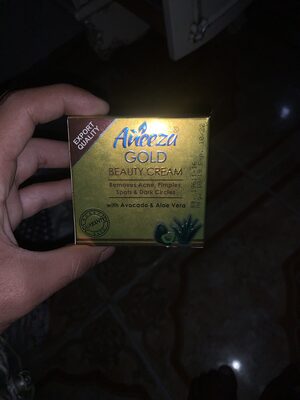 EXPORT
QUALITY
Aneeza
GOLD
BEAUTY CREAM
Removes Acne, Pimples,
Spots & Dark Circles
with Avocado & Aloe Vera